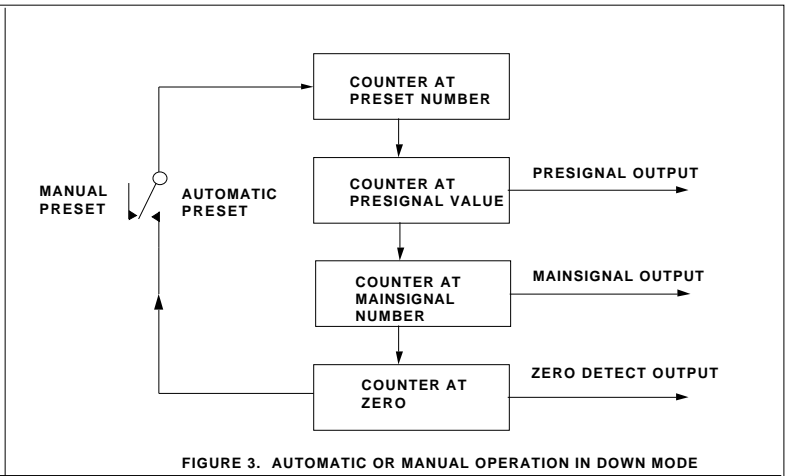 COUNTER AT
PRESET NUMBER
PRESIGNAL OUTPUT
MANUAL
PRESET
AUTOMATIC
PRESET
COUNTER AT
PRESIGNAL VALUE
MAINSIGNAL OUTPUT
COUNTER AT
MAINSIGNAL
NUMBER
ZERO DETECT OUTPUT
COUNTER AT
ZERO
FIGURE 3. AUTOMATIC OR MANUAL OPERATION IN DOWN MODE